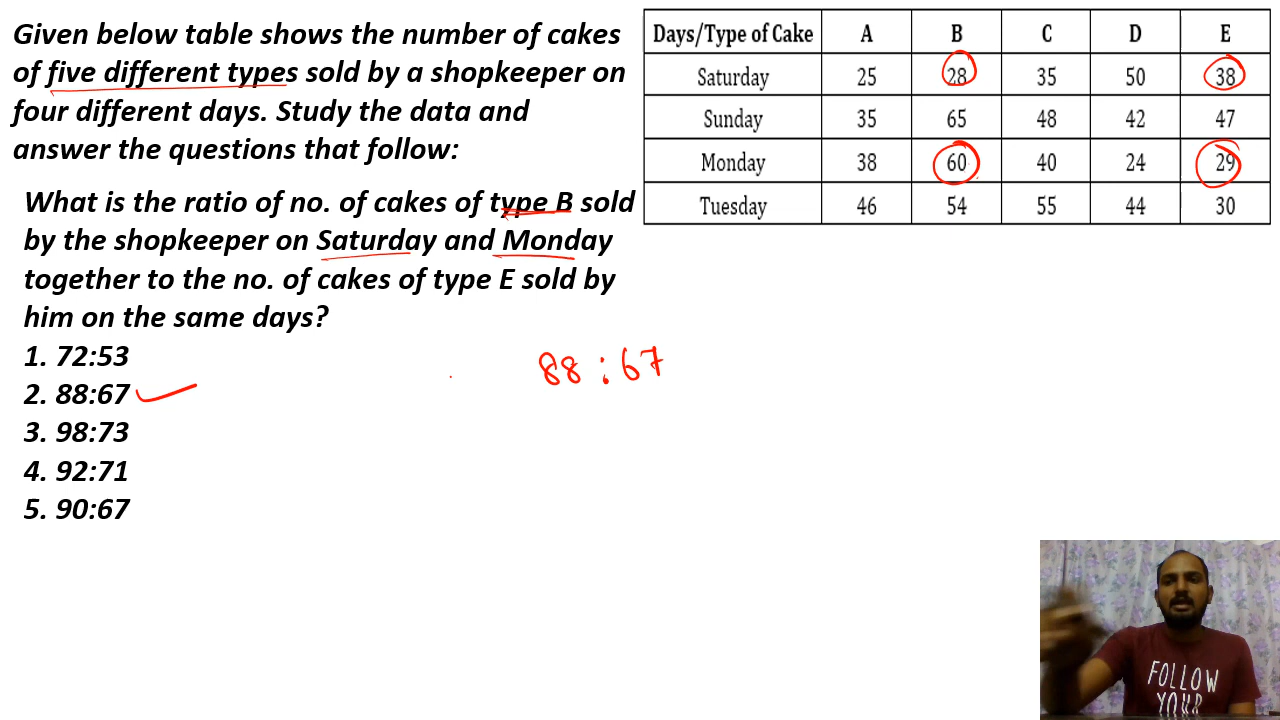 Given below table shows the number of cakes
of five different types sold by a shopkeeper on
four different days. Study the data and
answer the questions that follow:
What is the ratio of no. of cakes of type B sold
by the shopkeeper on Saturday and Monday
together to the no. of cakes of type E sold by
him on the same days?
1. 72:53
2. 88:67
3. 98:73
4. 92:71
5. 90:67
88 : 67
Days/Type of Cake A B C D E
Saturday 25 28 35 50 38
Sunday 35 65 48 42 47
Monday 38 60 40 24 29
Tuesday 46 54 55 44 30
FOLLOW
YOUR